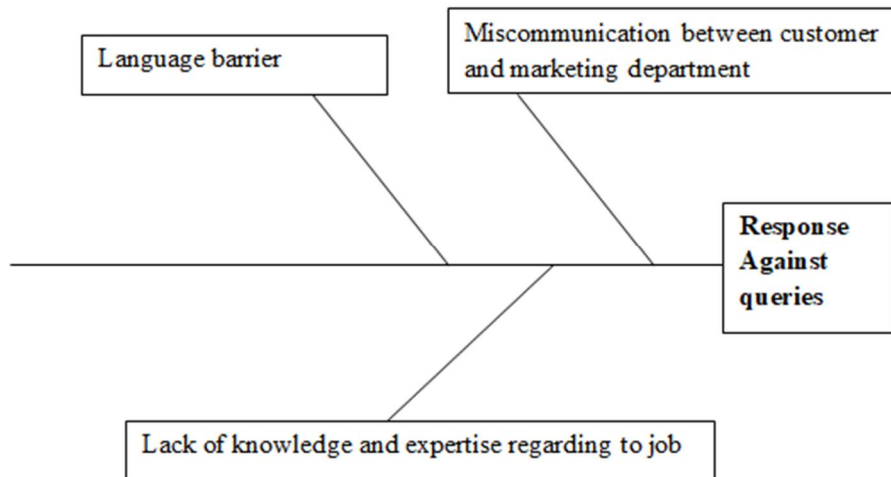 Language barrier
Miscommunication between customer
and marketing department
Response
Against
queries
Lack of knowledge and expertise regarding to job